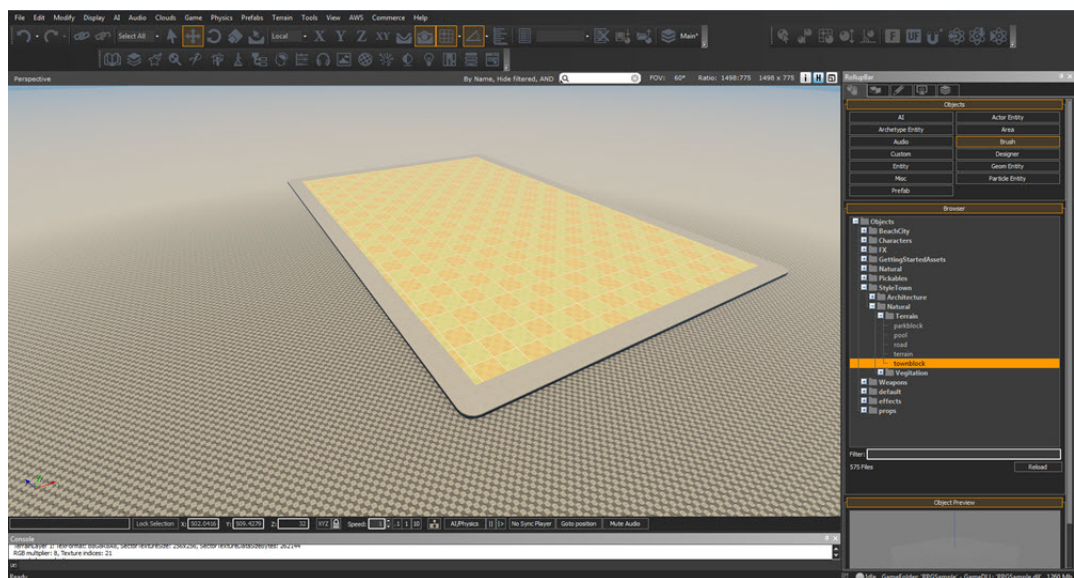 File Edit Modify Display AI Audio Clouds Game Physics Prefabs Terrain Tools View AWS Commerce Help
Select All Local X Y Z XY Main*
Perspective By Name, Hide filtered, AND FOV: 60° Ratio: 1498:775 1498 x 775 i H
RollupBar
Objects
AI Actor Entity
Archetype Entity Area
Audio Brush
Custom Designer
Entity Geom Entity
Misc Particle Entity
Prefab
Browser
Objects
BeachCity
Characters
FX
GettingStartedAssets
Natural
Pickables
StyleTown
Architecture
Natural
Terrain
parkblock
pool
road
terrain
townblock
Vegitation
Weapons
default
effects
props
Filter:
575 Files Reload
Object Preview
Lock Selection X: 502.0416 Y: 509.4279 Z: 32 XYZ Speed: 1 .1 1 10 AI/Physics No Sync Player Goto position Mute Audio
Console
RGB multiplier: 8, Texture indices: 21
Ready Idle